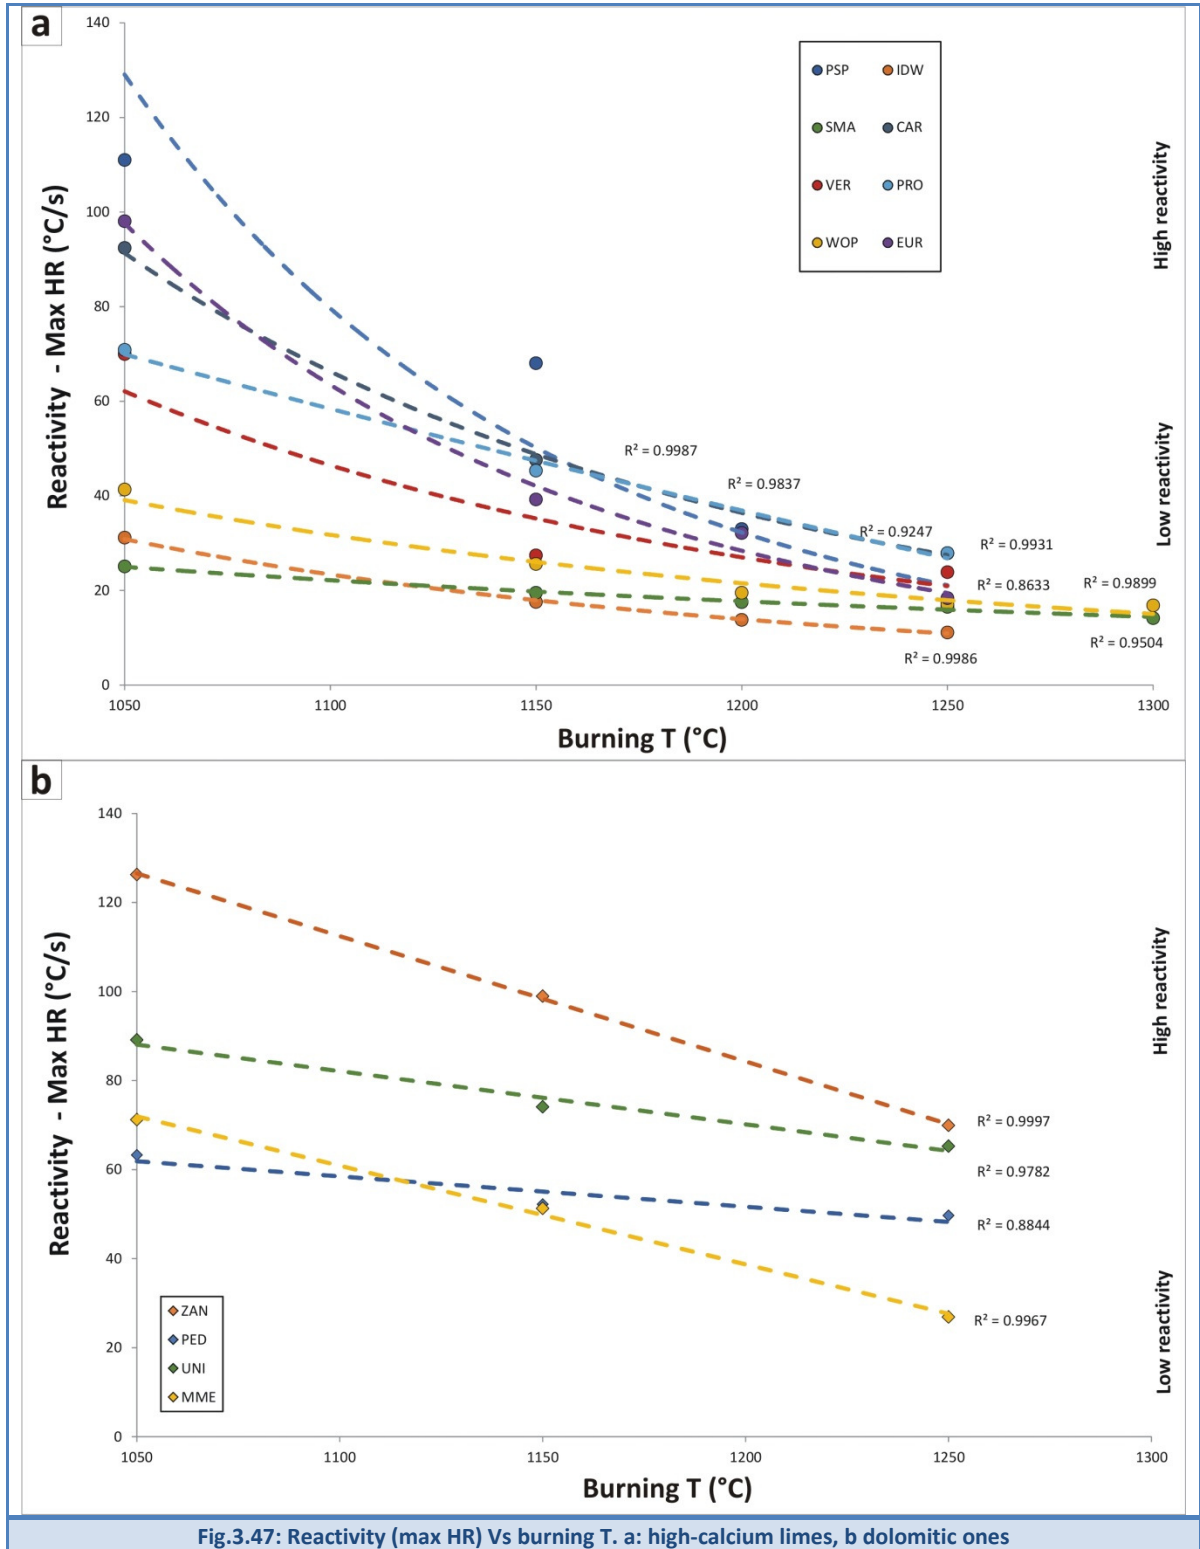 a
140
120
100
80
60
40
20
0
Reactivity - Max HR (°C/s)
PSP IDW
SMA CAR
VER PRO
WOP EUR
High reactivity
Low reactivity
R² = 0.9987
R² = 0.9837
R² = 0.9247
R² = 0.9931
R² = 0.8633
R² = 0.9899
R² = 0.9504
R² = 0.9986
1050 1100 1150 1200 1250 1300
Burning T (°C)
b
140
120
100
80
60
40
20
0
Reactivity - Max HR (°C/s)
High reactivity
Low reactivity
R² = 0.9997
R² = 0.9782
R² = 0.8844
R² = 0.9967
ZAN
PED
UNI
MME
1050 1100 1150 1200 1250 1300
Burning T (°C)
Fig.3.47: Reactivity (max HR) Vs burning T. a: high-calcium limes, b dolomitic ones